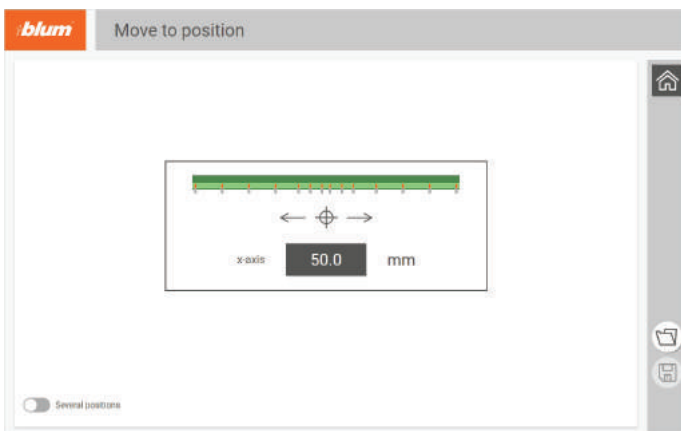 blum
Move to position
x-axis
50.0
mm
Several positions